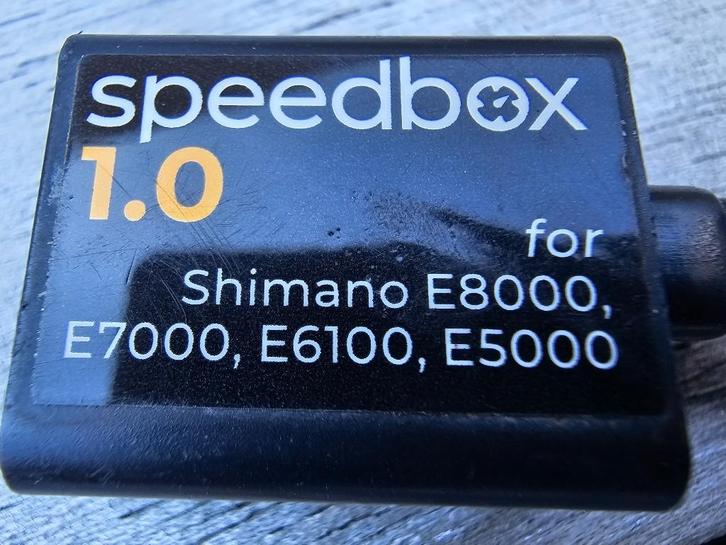 speedbox
1.0
for
Shimano E8000,
E7000, E6100, E5000